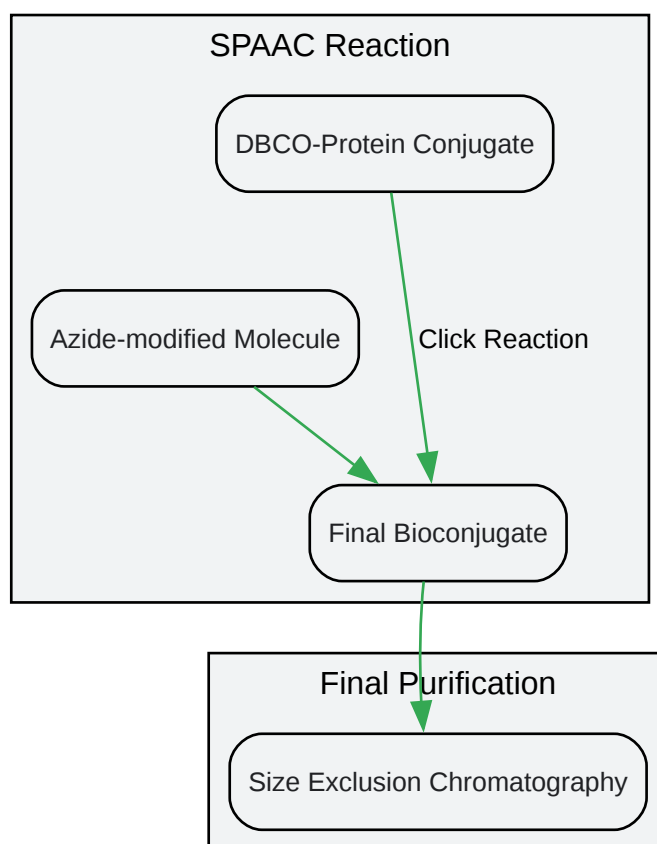 SPAAC Reaction
DBCO-Protein Conjugate
Azide-modified Molecule
Click Reaction
Final Bioconjugate
Final Purification
Size Exclusion Chromatography